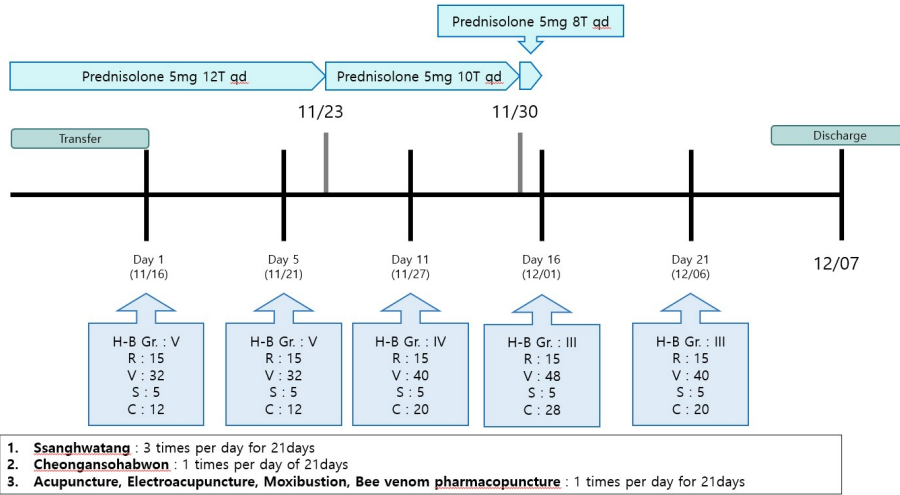 Prednisolone 5mg 8T qd
Prednisolone 5mg 12T qd
Prednisolone 5mg 10T qd
11/23
11/30
Transfer
Discharge
Day 1
(11/16)
Day 5
(11/21)
Day 11
(11/27)
Day 16
(12/01)
Day 21
(12/06)
12/07
H-B Gr. : V
R : 15
V : 32
S : 5
C : 12
H-B Gr. : V
R : 15
V : 32
S : 5
C : 12
H-B Gr. : IV
R : 15
V : 40
S : 5
C : 20
H-B Gr. : III
R : 15
V : 48
S : 5
C : 28
H-B Gr. : III
R : 15
V : 40
S : 5
C : 20
1. Ssanghwatang : 3 times per day for 21days
2. Cheongansohabwon : 1 times per day of 21days
3. Acupuncture, Electroacupuncture, Moxibustion, Bee venom pharmacopuncture : 1 times per day for 21days